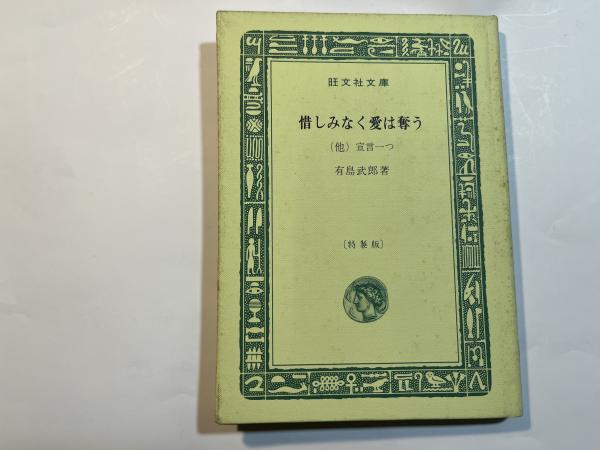 旺文社文庫
惜しみなく愛は奪う
(他) 宣言一つ
有島武郎著
〔特製版〕